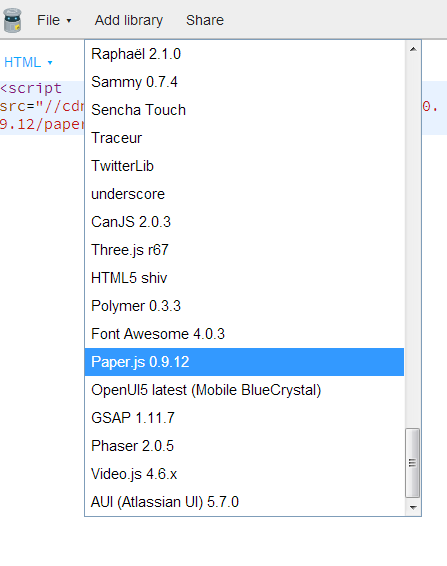 File ▾ Add library Share
HTML ▾
Raphaël 2.1.0
Sammy 0.7.4
Sencha Touch
Traceur
TwitterLib
underscore
CanJS 2.0.3
Three.js r67
HTML5 shiv
Polymer 0.3.3
Font Awesome 4.0.3
Paper.js 0.9.12
OpenUI5 latest (Mobile BlueCrystal)
GSAP 1.11.7
Phaser 2.0.5
Video.js 4.6.x
AUI (Atlassian UI) 5.7.0
<script
src="//cd 0.
9.12/paper